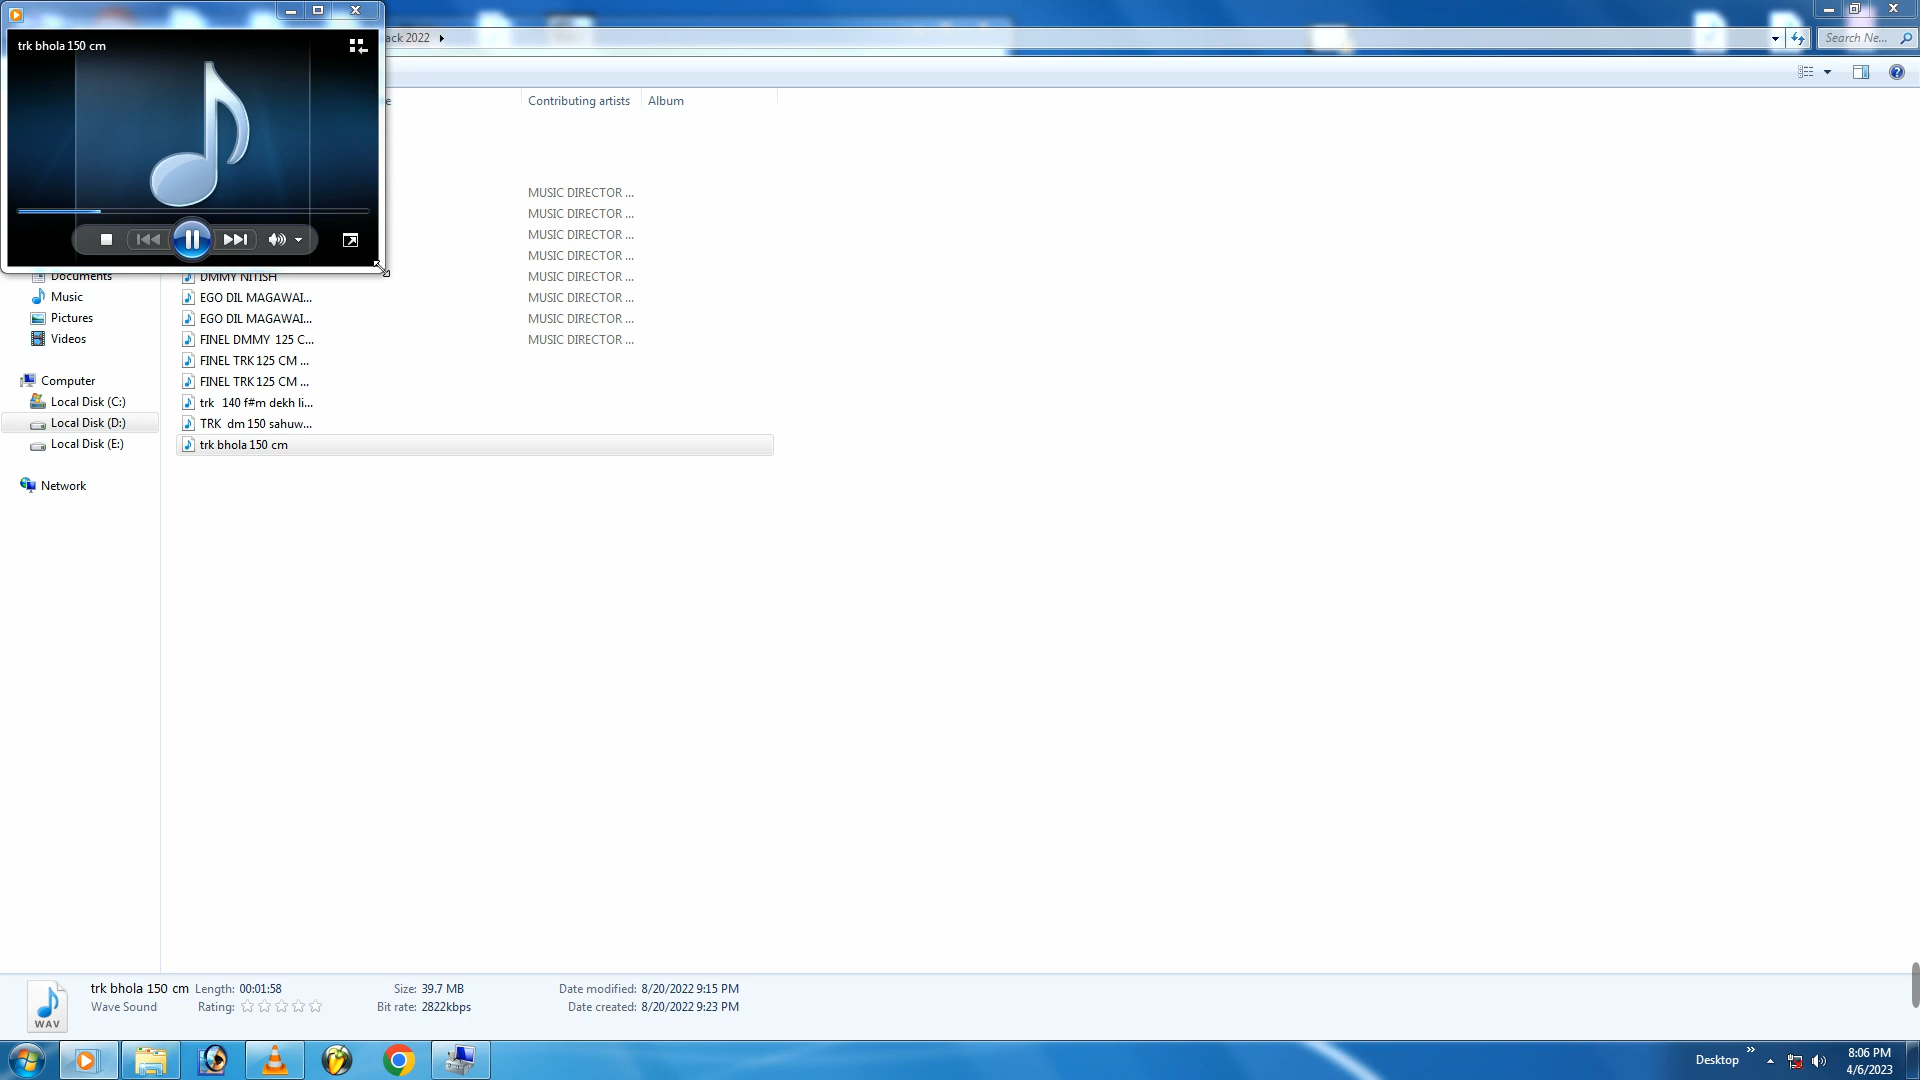 trk bhola 150 cm
ack 2022
Search Ne...
e Contributing artists Album
MUSIC DIRECTOR ...
MUSIC DIRECTOR ...
MUSIC DIRECTOR ...
MUSIC DIRECTOR ...
Documents DMMY NITISH MUSIC DIRECTOR ...
Music EGO DIL MAGAWAI... MUSIC DIRECTOR ...
Pictures EGO DIL MAGAWAI... MUSIC DIRECTOR ...
Videos FINEL DMMY 125 C... MUSIC DIRECTOR ...
FINEL TRK 125 CM ...
Computer FINEL TRK 125 CM ...
Local Disk (C:) trk 140 f#m dekh li...
Local Disk (D:) TRK dm 150 sahuw...
Local Disk (E:) trk bhola 150 cm
Network
trk bhola 150 cm Length: 00:01:58 Size: 39.7 MB Date modified: 8/20/2022 9:15 PM
Wave Sound Rating: Bit rate: 2822kbps Date created: 8/20/2022 9:23 PM
WAV
Desktop
8:06 PM
4/6/2023